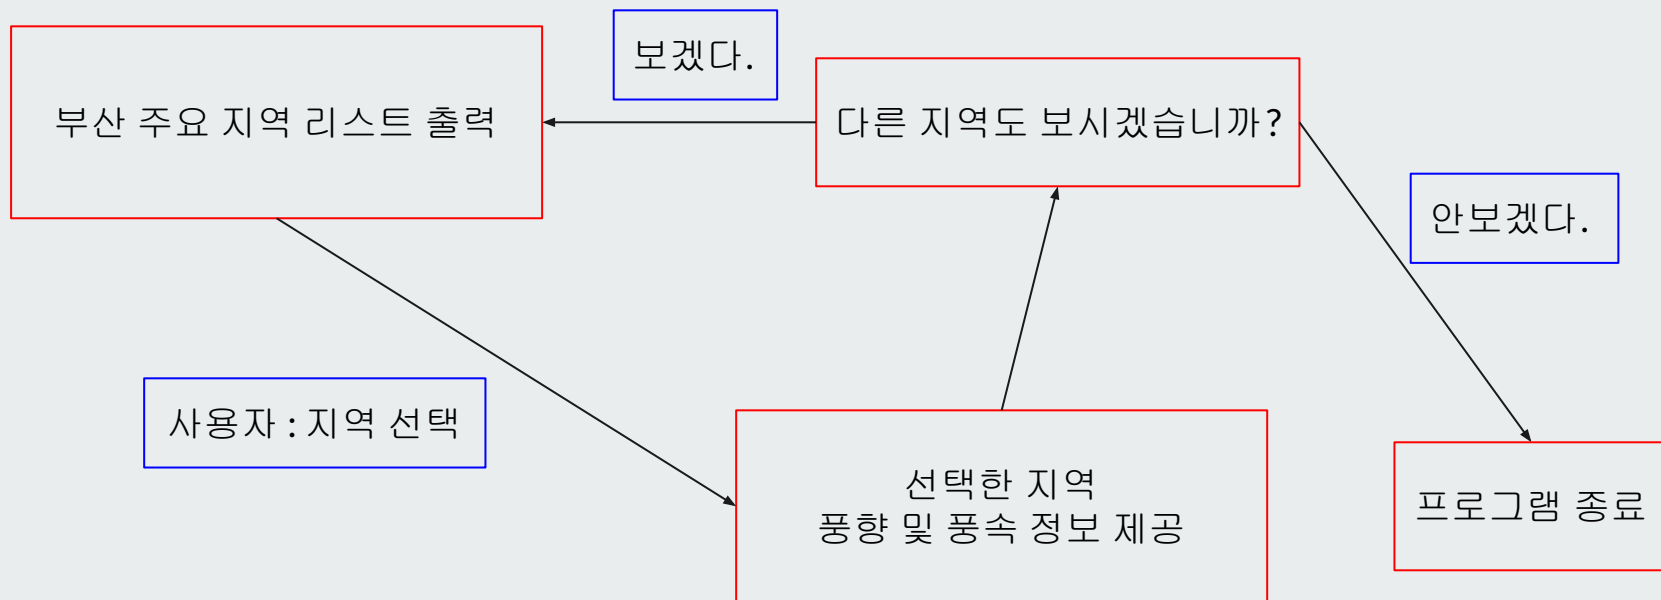 보겠다.
부산 주요 지역 리스트 출력
다른 지역도 보시겠습니까?
안보겠다.
사용자 : 지역 선택
선택한 지역
풍향 및 풍속 정보 제공
프로그램 종료